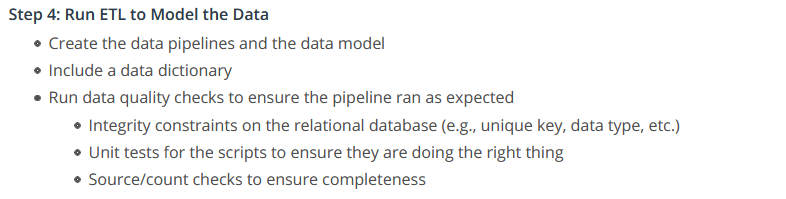 Step 4: Run ETL to Model the Data
Create the data pipelines and the data model
Include a data dictionary
Run data quality checks to ensure the pipeline ran as expected
Integrity constraints on the relational database (e.g., unique key, data type, etc.)
Unit tests for the scripts to ensure they are doing the right thing
Source/count checks to ensure completeness